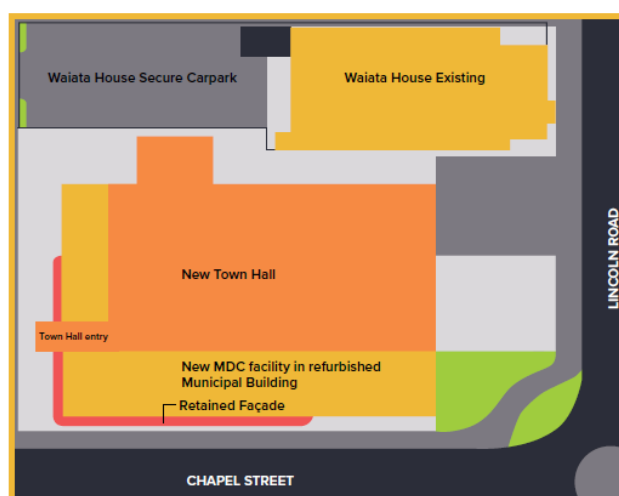 Waiata House Secure Carpark
Waiata House Existing
LINCOLN ROAD
New Town Hall
Town Hall entry
New MDC facility in refurbished
Municipal Building
Retained Façade
CHAPEL STREET